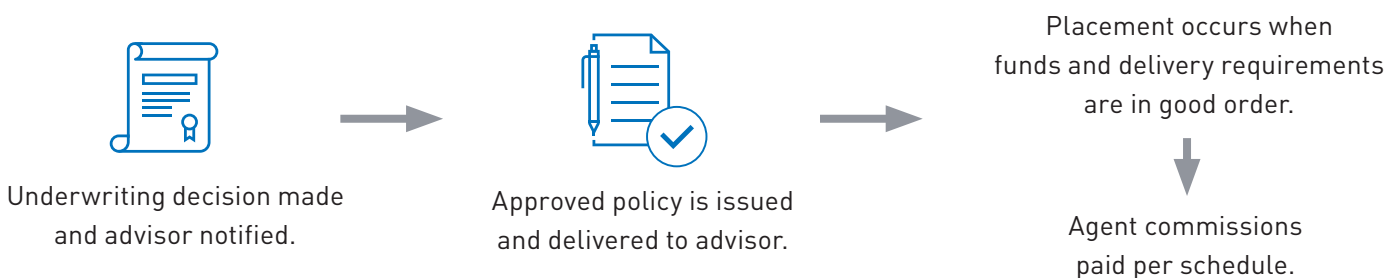 Underwriting decision made
and advisor notified.
Approved policy is issued
and delivered to advisor.
Placement occurs when
funds and delivery requirements
are in good order.
Agent commissions
paid per schedule.